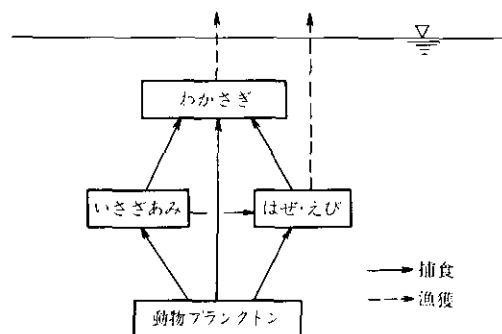 わかさぎ
いさざあみ
はぜ・えび
動物プランクトン
捕食
漁獲